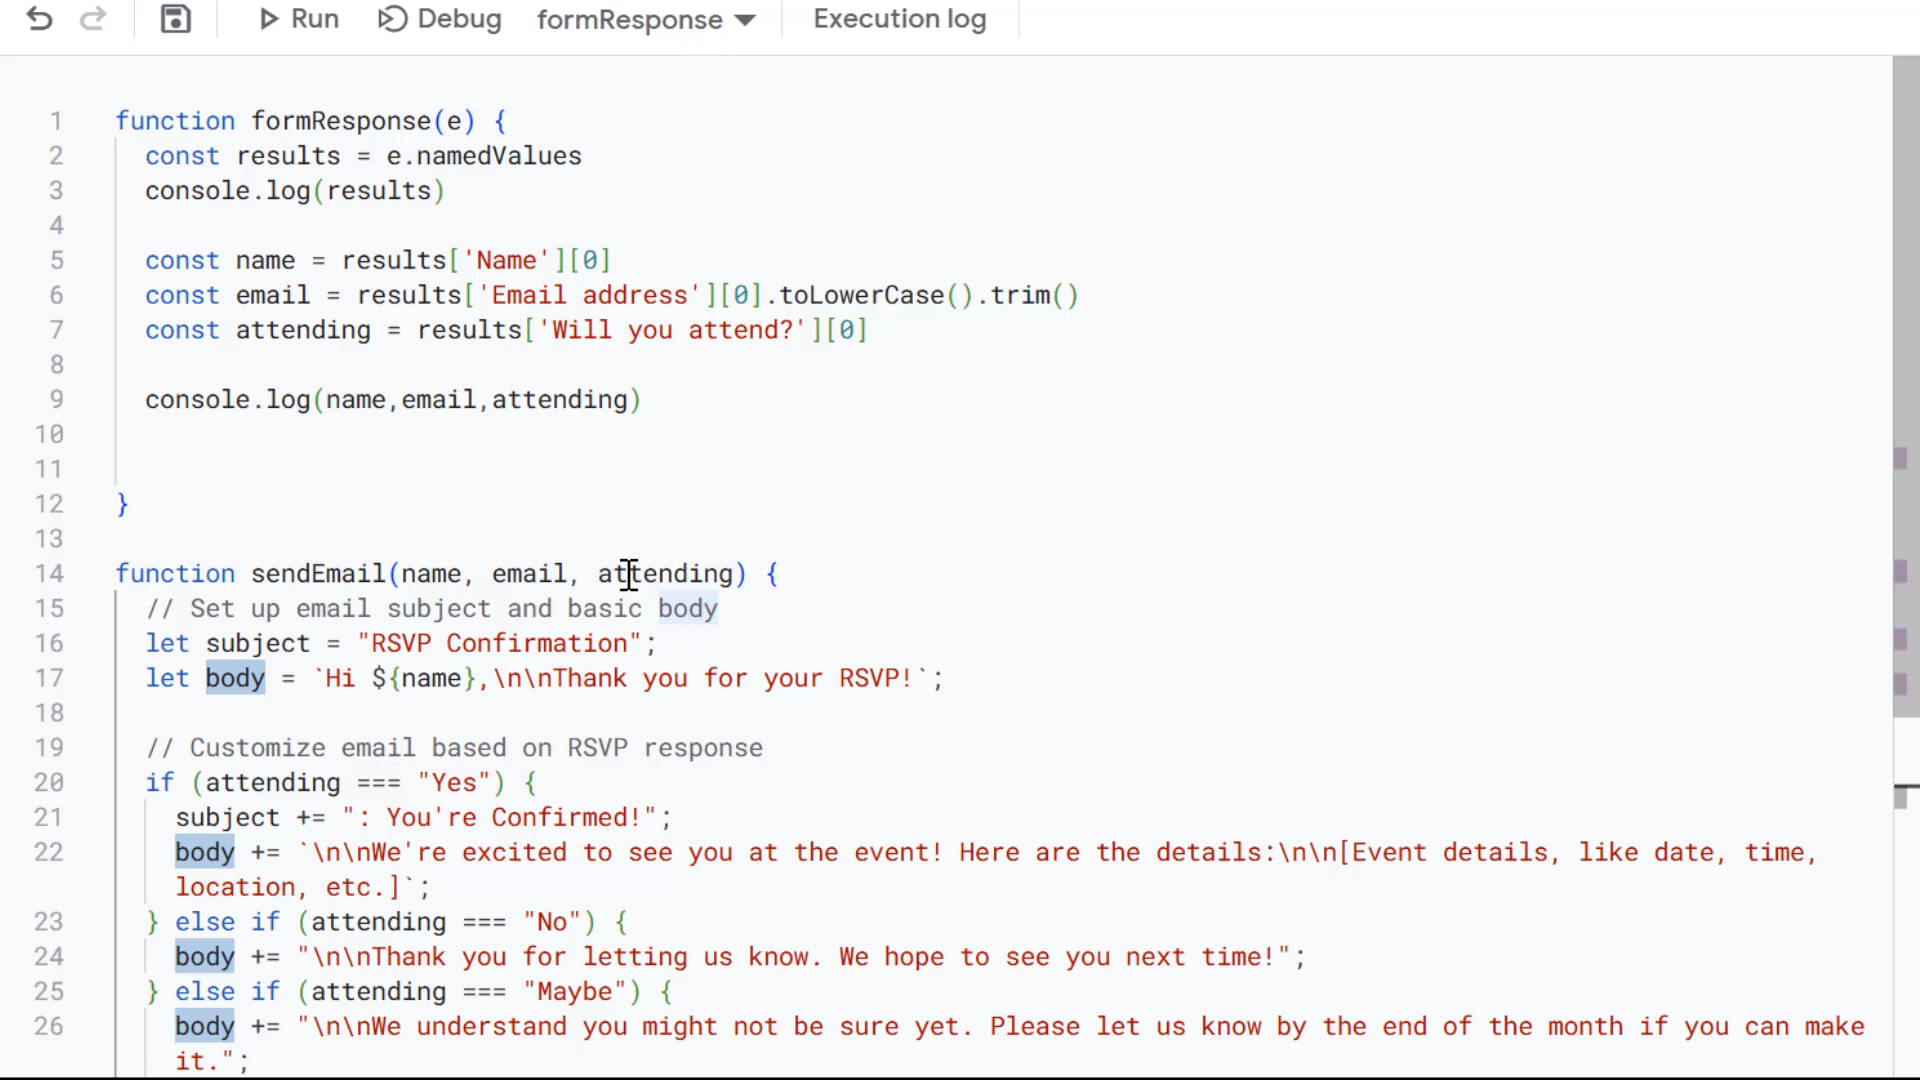 Run Debug formResponse Execution log
1 function formResponse(e) {
2 const results = e.namedValues
3 console.log(results)
4
5 const name = results['Name'][0]
6 const email = results['Email address'][0].toLowerCase().trim()
7 const attending = results['Will you attend?'][0]
8
9 console.log(name,email,attending)
10
11
12 }
13
14 function sendEmail(name, email, attending) {
15 // Set up email subject and basic body
16 let subject = "RSVP Confirmation";
17 let body = `Hi ${name},\n\nThank you for your RSVP!`;
18
19 // Customize email based on RSVP response
20 if (attending === "Yes") {
21 subject += ": You're Confirmed!";
22 body += `\n\nWe're excited to see you at the event! Here are the details:\n\n[Event details, like date, time,
location, etc.]`;
23 } else if (attending === "No") {
24 body += "\n\nThank you for letting us know. We hope to see you next time!";
25 } else if (attending === "Maybe") {
26 body += "\n\nWe understand you might not be sure yet. Please let us know by the end of the month if you can make
it.";